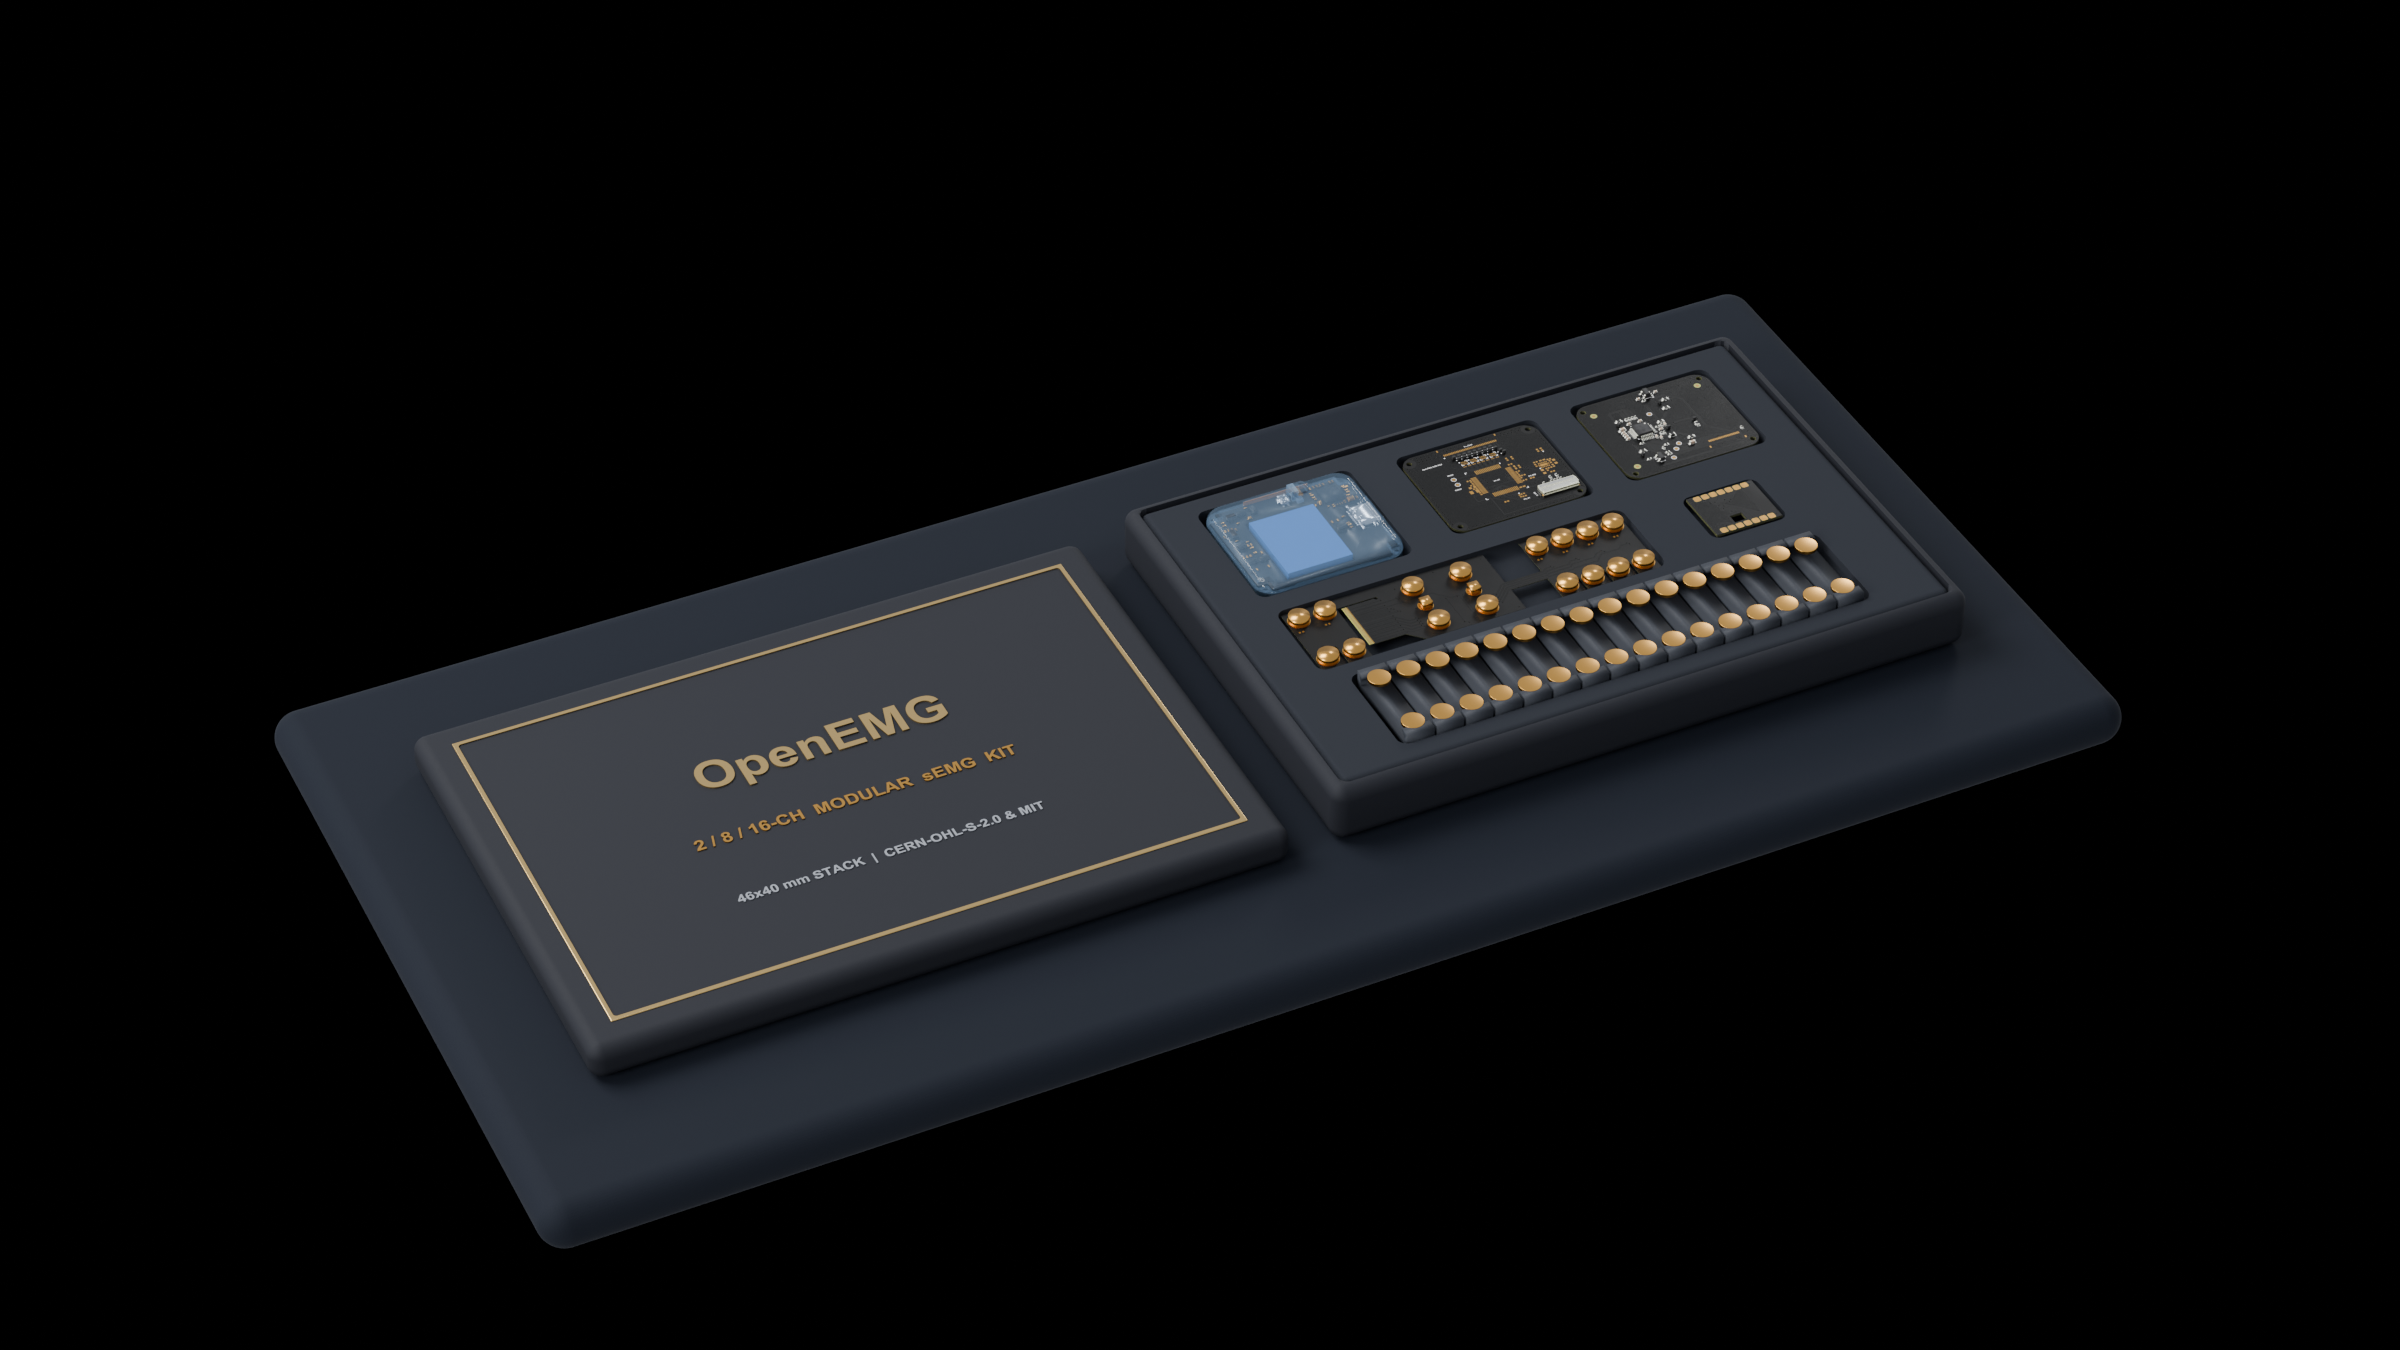 OpenEMG
2 / 8 / 16-CH MODULAR sEMG KIT
46x40 mm STACK | CERN-OHL-S-2.0 & MIT